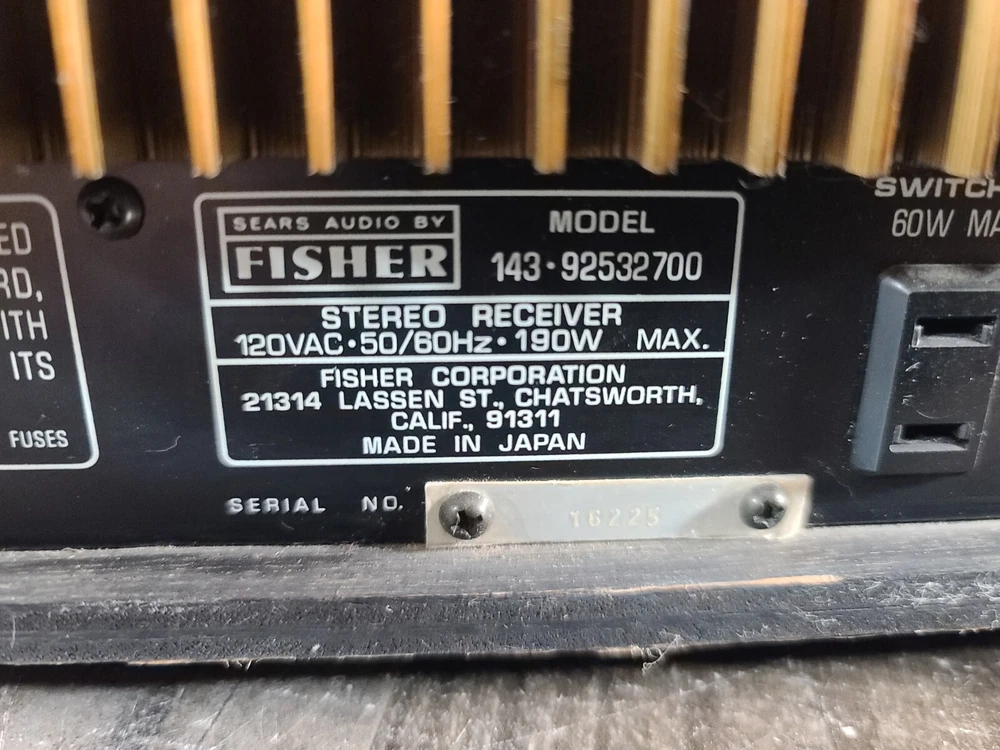 ED
RD,
ITH
ITS
FUSES
SEARS AUDIO BY
FISHER
MODEL
143·92532700
STEREO RECEIVER
120VAC·50/60Hz·190W MAX.
FISHER CORPORATION
21314 LASSEN ST., CHATSWORTH,
CALIF., 91311
MADE IN JAPAN
SERIAL NO.
16225
SWITCH
60W MA